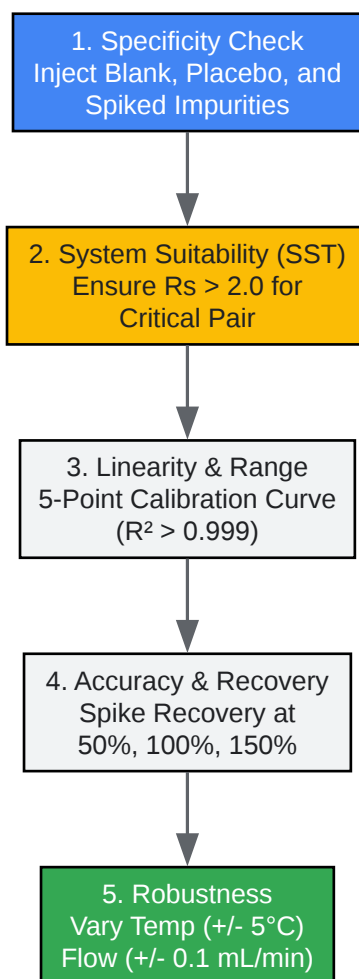 1. Specificity Check
Inject Blank, Placebo, and
Spiked Impurities
2. System Suitability (SST)
Ensure Rs > 2.0 for
Critical Pair
3. Linearity & Range
5-Point Calibration Curve
(R² > 0.999)
4. Accuracy & Recovery
Spike Recovery at
50%, 100%, 150%
5. Robustness
Vary Temp (+/- 5°C)
Flow (+/- 0.1 mL/min)